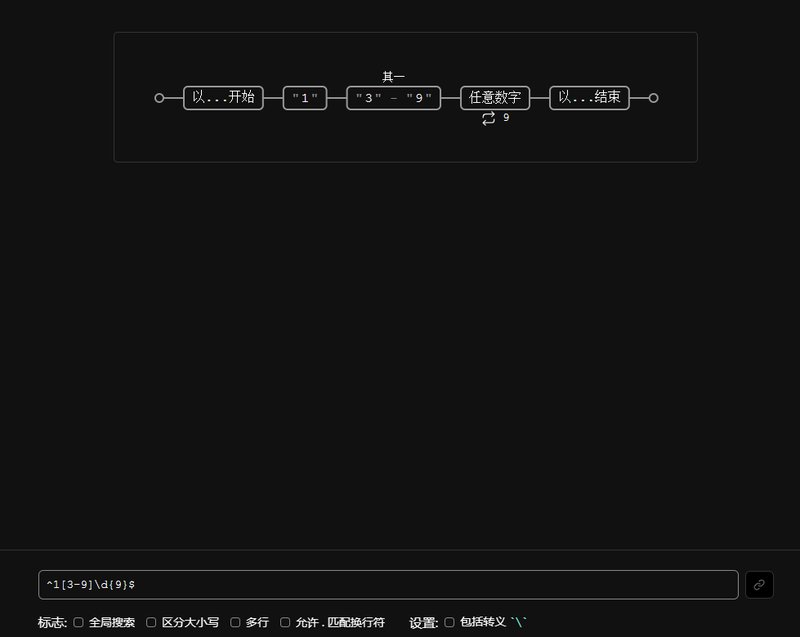 其一
以...开始 "1" "3" - "9" 任意数字 以...结束
9
^1[3-9]\d{9}$
标志: 全局搜索 区分大小写 多行 允许 . 匹配换行符 设置: 包括转义 `\`